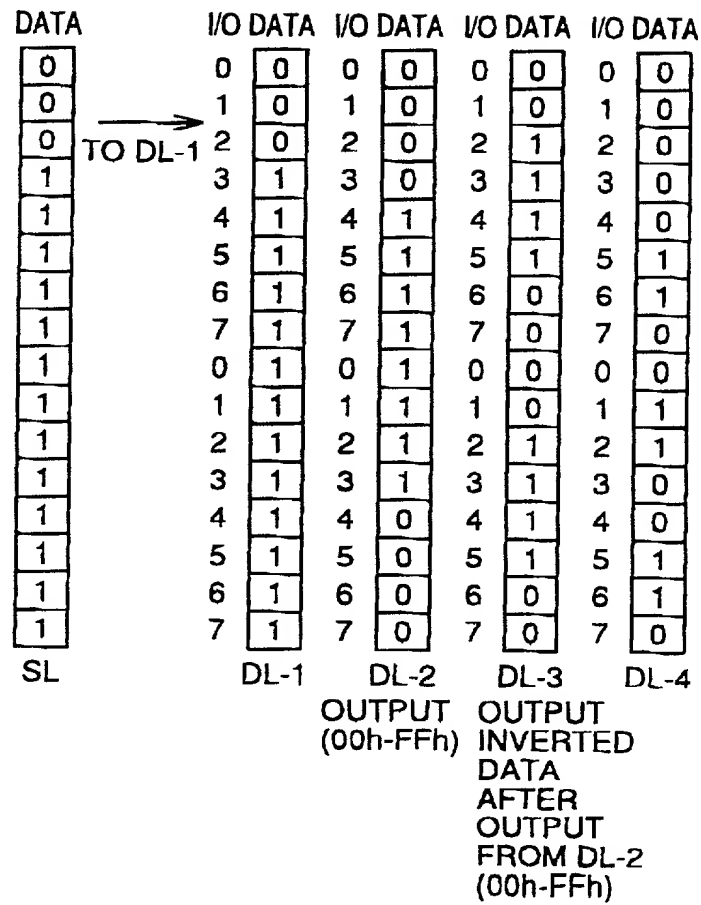 DATA I/O DATA I/O DATA I/O DATA I/O DATA
0 0 0 0 0 0 0 0 0
0 1 0 1 0 1 0 1 0
0 TO DL-1 2 0 2 0 2 1 2 0
1 3 1 3 0 3 1 3 0
1 4 1 4 1 4 1 4 0
1 5 1 5 1 5 1 5 1
1 6 1 6 1 6 0 6 1
1 7 1 7 1 7 0 7 0
1 0 1 0 1 0 0 0 0
1 1 1 1 1 1 0 1 1
1 2 1 2 1 2 1 2 1
1 3 1 3 1 3 1 3 0
1 4 1 4 0 4 1 4 0
1 5 1 5 0 5 1 5 1
1 6 1 6 0 6 0 6 1
1 7 1 7 0 7 0 7 0
SL DL-1 DL-2 DL-3 DL-4
OUTPUT
(00h-FFh)
OUTPUT
INVERTED
DATA
AFTER
OUTPUT
FROM DL-2
(00h-FFh)